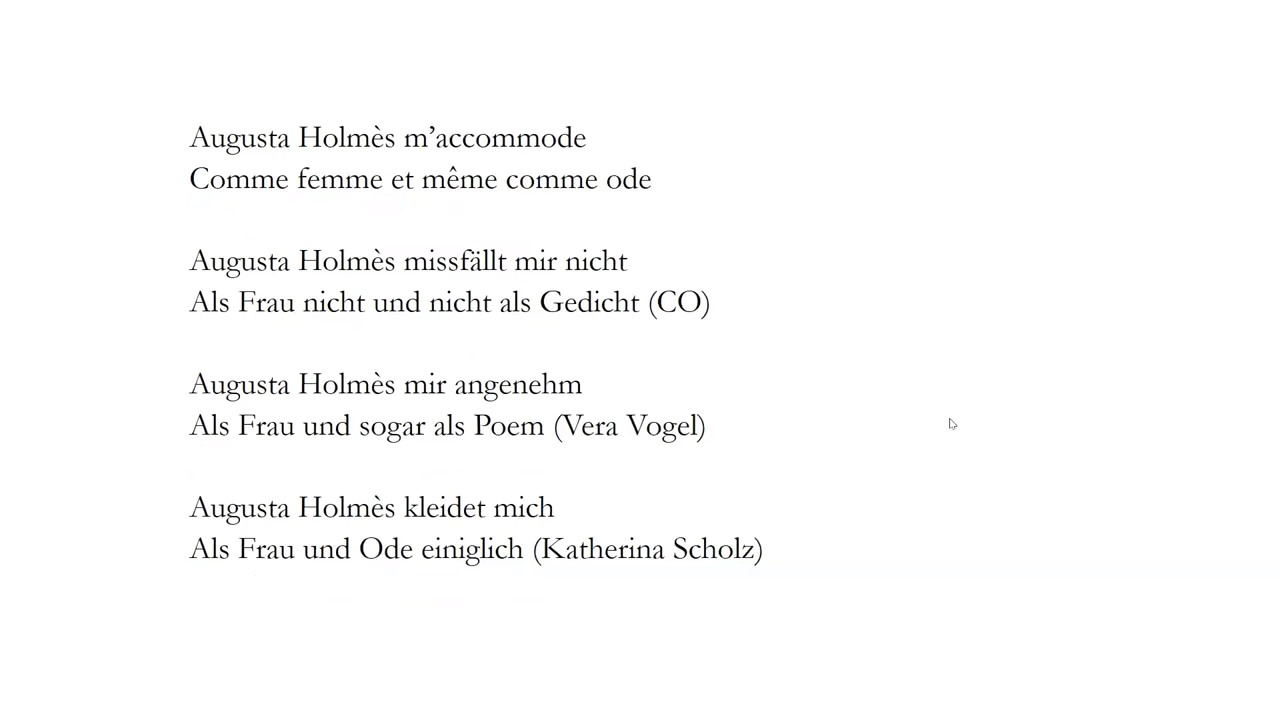 Augusta Holmès m’accommode
Comme femme et même comme ode
Augusta Holmès missfällt mir nicht
Als Frau nicht und nicht als Gedicht (CO)
Augusta Holmès mir angenehm
Als Frau und sogar als Poem (Vera Vogel)
Augusta Holmès kleidet mich
Als Frau und Ode einiglich (Katherina Scholz)